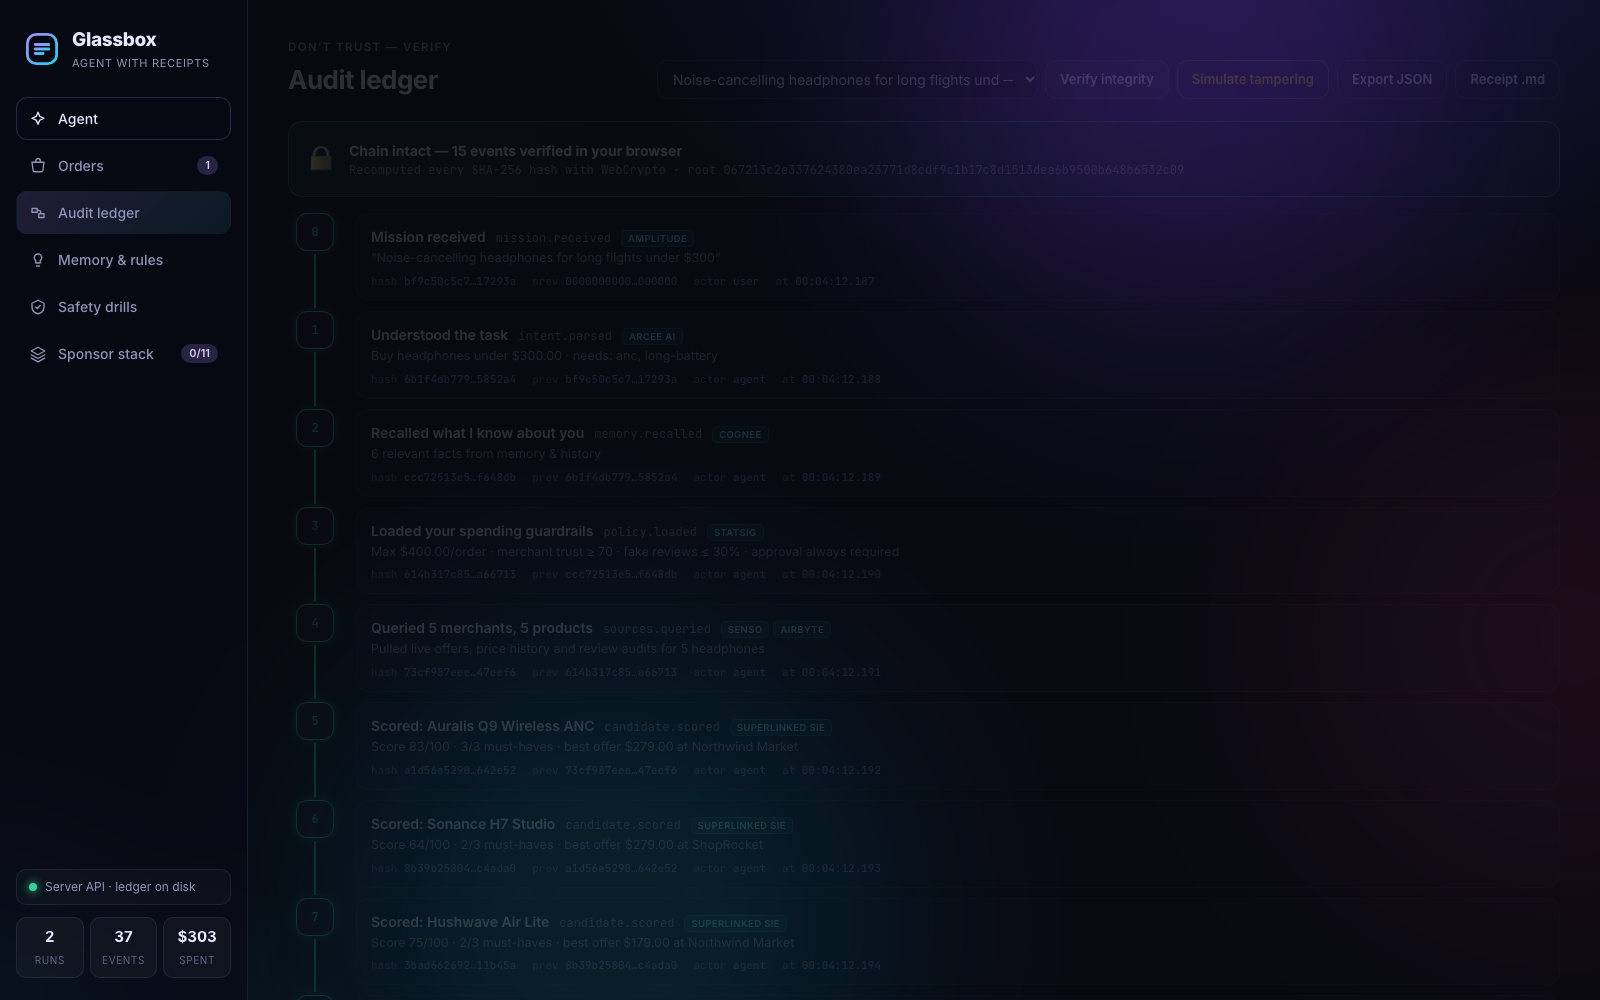 Glassbox
AGENT WITH RECEIPTS
Agent
Orders 1
Audit ledger
Memory & rules
Safety drills
Sponsor stack 0/11
Server API · ledger on disk
2 37 $303
RUNS EVENTS SPENT
DON'T TRUST — VERIFY
Audit ledger
Noise-cancelling headphones for long flights und — Verify integrity Simulate tampering Export JSON Receipt .md
Chain intact — 15 events verified in your browser
Recomputed every SHA-256 hash with WebCrypto · root 067213c2e337624380ea23771d8cdf9c1b17c8d1513dea6b9500b648b6532c09
0
Mission received mission.received AMPLITUDE
"Noise-cancelling headphones for long flights under $300"
hash bf9c50c5c7…17293a prev 0000000000…000000 actor user at 00:04:12.187
1
Understood the task intent.parsed ARCEE AI
Buy headphones under $300.00 · needs: anc, long-battery
hash 6b1f4db779…5852a4 prev bf9c50c5c7…17293a actor agent at 00:04:12.188
2
Recalled what I know about you memory.recalled COGNEE
6 relevant facts from memory & history
hash ccc72513e5…f648db prev 6b1f4db779…5852a4 actor agent at 00:04:12.189
3
Loaded your spending guardrails policy.loaded STATSIG
Max $400.00/order · merchant trust ≥ 70 · fake reviews ≤ 30% · approval always required
hash 614b317c85…a66713 prev ccc72513e5…f648db actor agent at 00:04:12.190
4
Queried 5 merchants, 5 products sources.queried SENSO AIRBYTE
Pulled live offers, price history and review audits for 5 headphones
hash 73cf987eee…47eef6 prev 614b317c85…a66713 actor agent at 00:04:12.191
5
Scored: Auralis Q9 Wireless ANC candidate.scored SUPERLINKED SIE
Score 83/100 · 3/3 must-haves · best offer $279.00 at Northwind Market
hash a1d56e5290…642e52 prev 73cf987eee…47eef6 actor agent at 00:04:12.192
6
Scored: Sonance H7 Studio candidate.scored SUPERLINKED SIE
Score 64/100 · 2/3 must-haves · best offer $279.00 at ShopRocket
hash 8b39b25804…c4ada0 prev a1d56e5290…642e52 actor agent at 00:04:12.193
7
Scored: Hushwave Air Lite candidate.scored SUPERLINKED SIE
Score 75/100 · 2/3 must-haves · best offer $179.00 at Northwind Market
hash 3bad662692…11b45a prev 8b39b25804…c4ada0 actor agent at 00:04:12.194